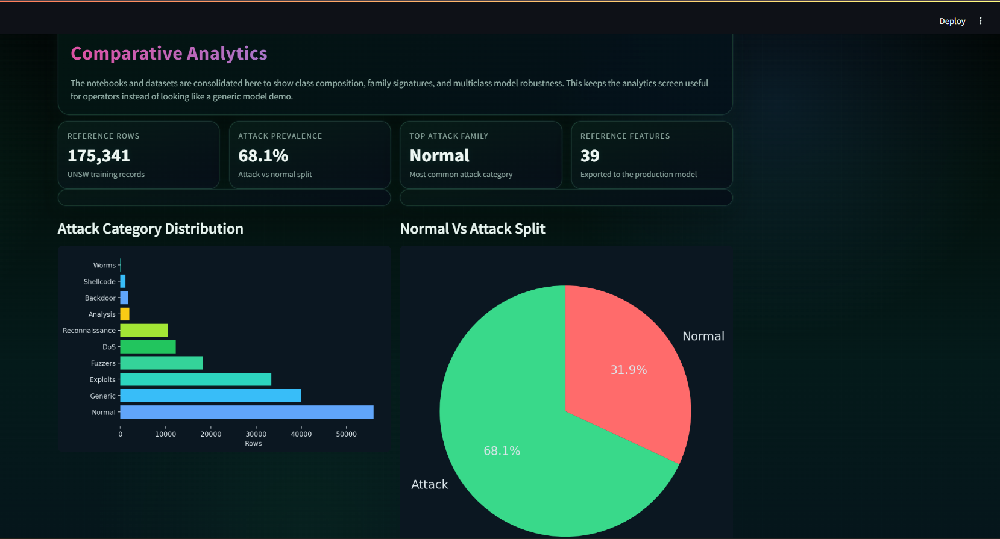 Deploy
Comparative Analytics
The notebooks and datasets are consolidated here to show class composition, family signatures, and multiclass model robustness. This keeps the analytics screen useful
for operators instead of looking like a generic model demo.
REFERENCE ROWS
175,341
UNSW training records
ATTACK PREVALENCE
68.1%
Attack vs normal split
TOP ATTACK FAMILY
Normal
Most common attack category
REFERENCE FEATURES
39
Exported to the production model
Attack Category Distribution
Worms
Shellcode
Backdoor
Analysis
Reconnaissance
DoS
Fuzzers
Exploits
Generic
Normal
0 10000 20000 30000 40000 50000
Rows
Normal Vs Attack Split
Normal
31.9%
68.1%
Attack